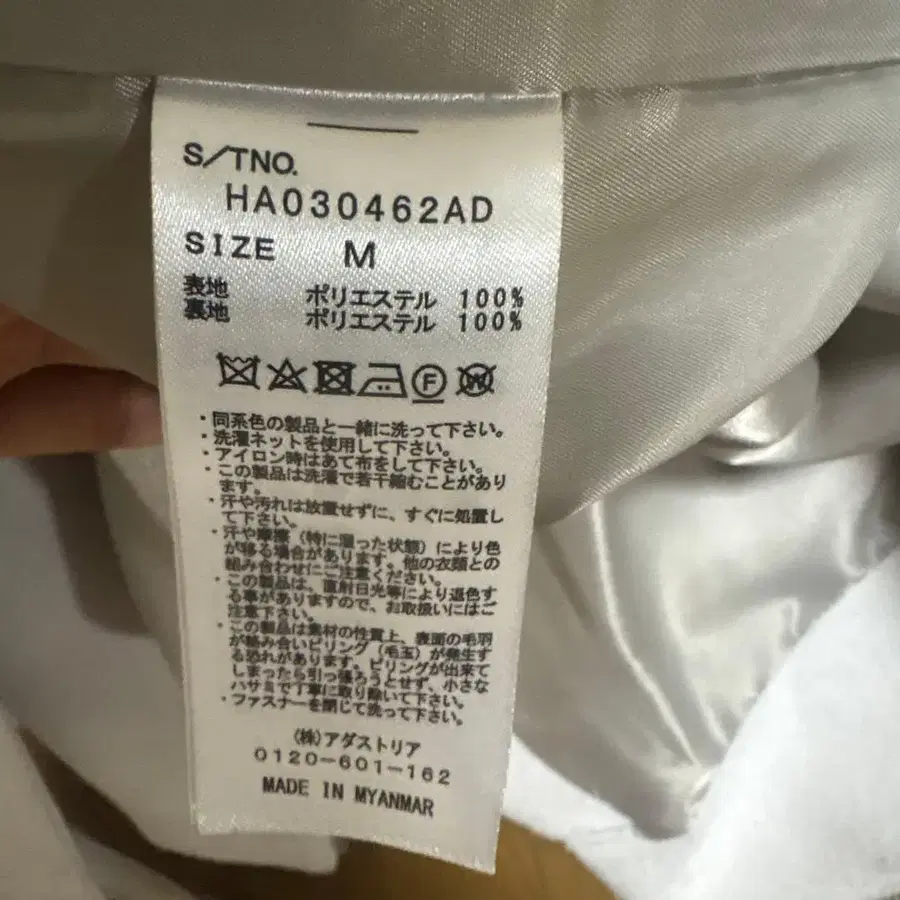 S/TNO.
HA030462AD
SIZE M
表地 ポリエステル 100%
裏地 ポリエステル 100%
F W
・同系色の製品と一緒に洗って下さい。
・洗濯ネットを使用して下さい。
・アイロン時はあて布をして下さい。
・この製品は洗濯で若干縮むことがあり
ます。
・汗や汚れは放置せずに、すぐに処置し
て下さい。
・汗や摩擦（特に湿った状態）により色
が移る場合があります。他の衣類との
組み合わせにご注意ください。
・この製品は、直射日光等により退色す
る事がありますので、お取扱いにはご
注意下さい。
・この製品は素材の性質上、表面の毛羽
が絡み合いピリング（毛玉）が発生す
る恐れがあります。ピリングが出来て
しまったら引っ張ろうとせず、小さな
ハサミで丁寧に取り除いて下さい。
・ファスナーを閉じて洗って下さい。
(株)アダストリア
0120-601-162
MADE IN MYANMAR